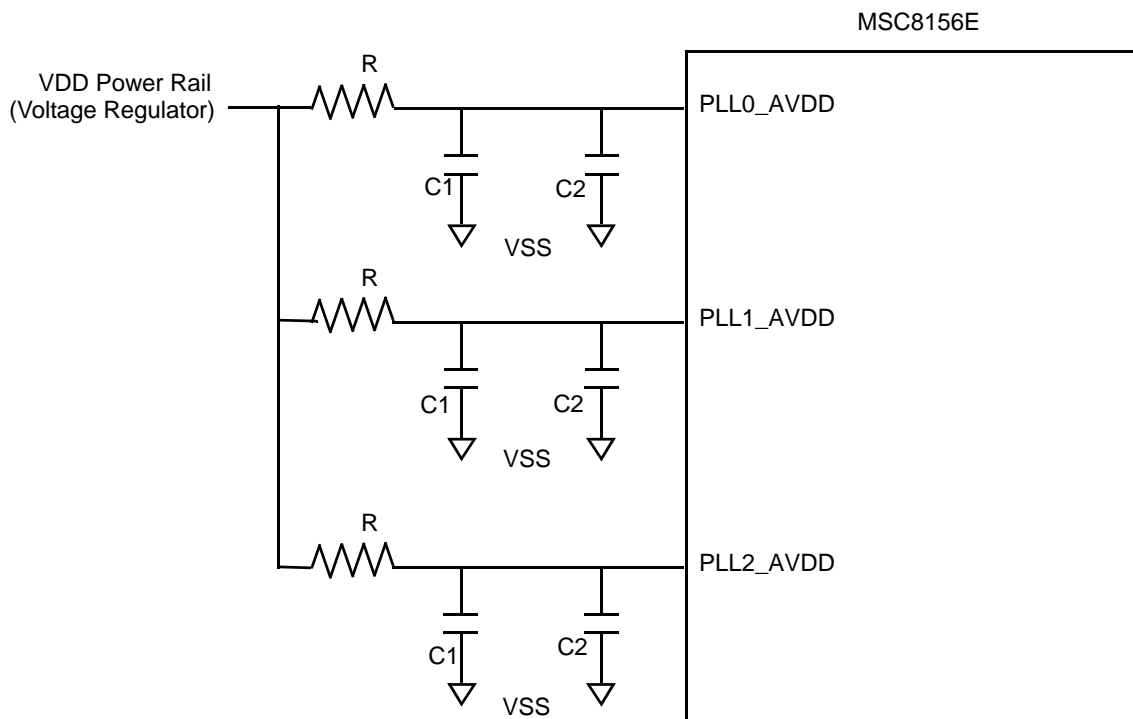 MSC8156E
R
VDD Power Rail
(Voltage Regulator)
PLL0_AVDD
C1
C2
VSS
R
PLL1_AVDD
C1
C2
VSS
R
PLL2_AVDD
C1
C2
VSS